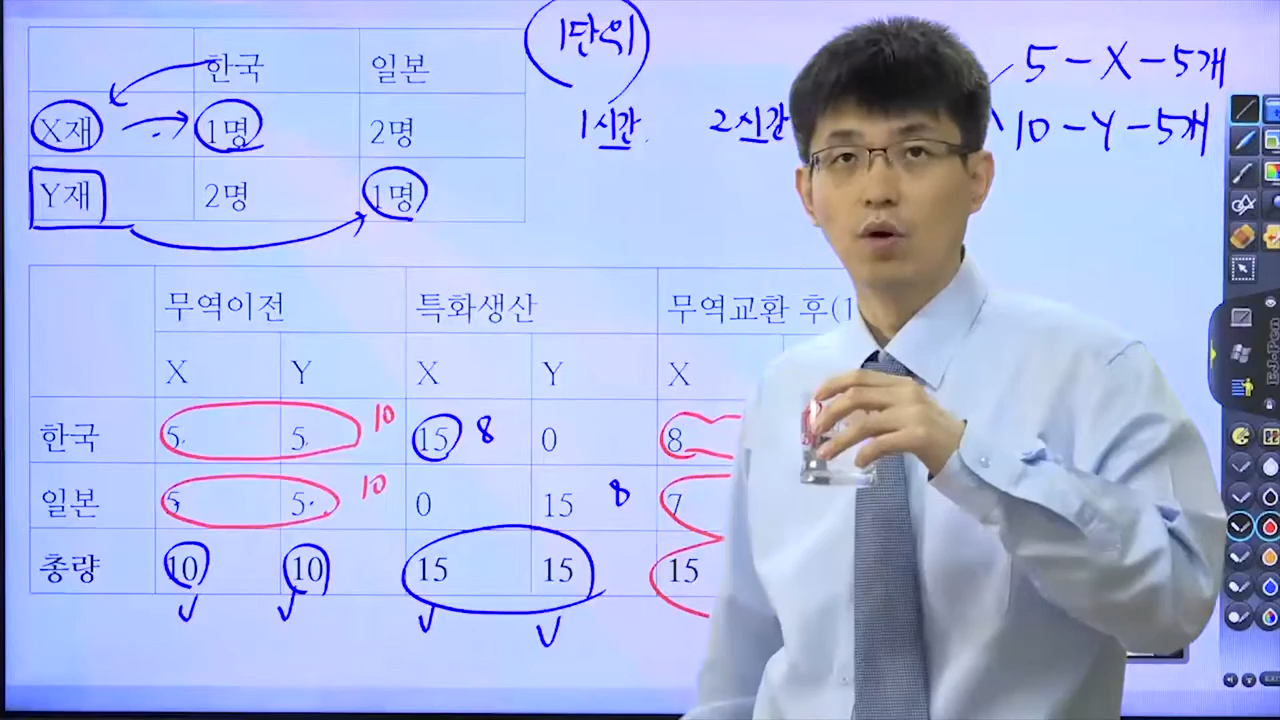 한국 일본
X재 1명 2명
Y재 2명 1명
1단위
1시간 2시간
5 - X - 5개
10 - Y - 5개
무역이전 특화생산 무역교환 후(1
X Y X Y X
한국 5 5 10 15 8 0 8
일본 5 5 10 0 15 8 7
총량 10 10 15 15 15
EJ-Pen